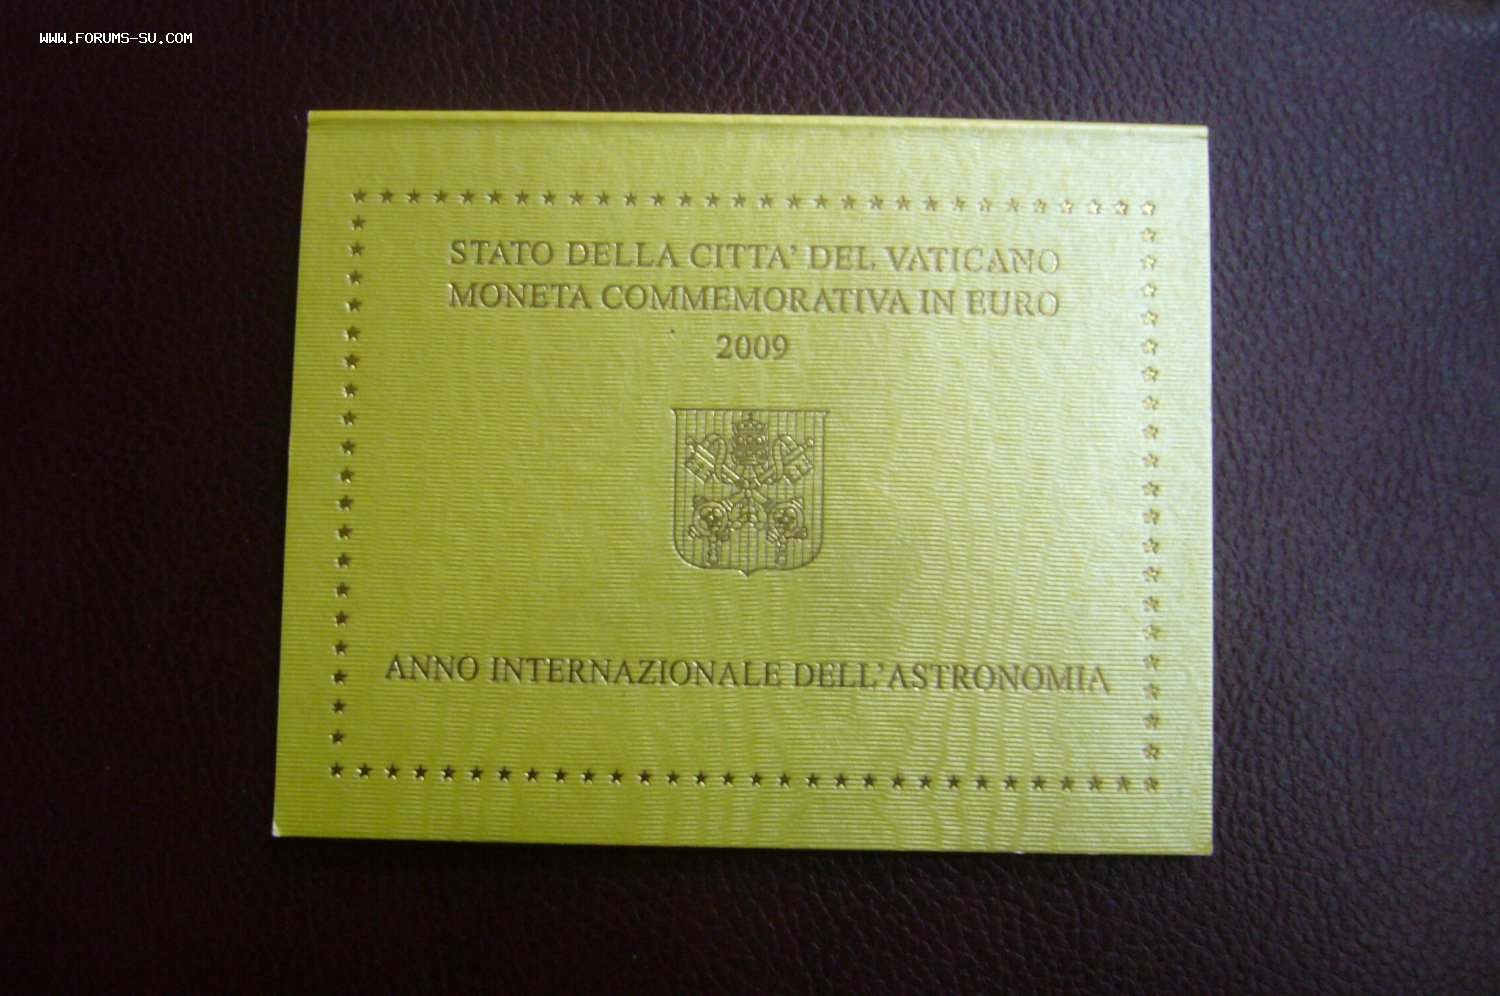 WWW.FORUMS-SU.COM
STATO DELLA CITTA' DEL VATICANO
MONETA COMMEMORATIVA IN EURO
2009
ANNO INTERNAZIONALE DELL'ASTRONOMIA